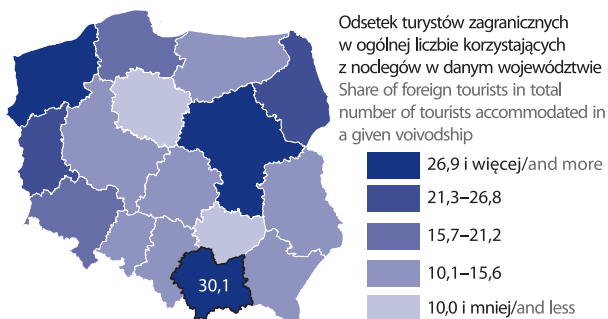 Odsetek turystów zagranicznych
w ogólnej liczbie korzystających
z noclegów w danym województwie
Share of foreign tourists in total
number of tourists accommodated in
a given voivodship
26,9 i więcej/and more
21,3–26,8
15,7–21,2
10,1–15,6
10,0 i mniej/and less
30,1